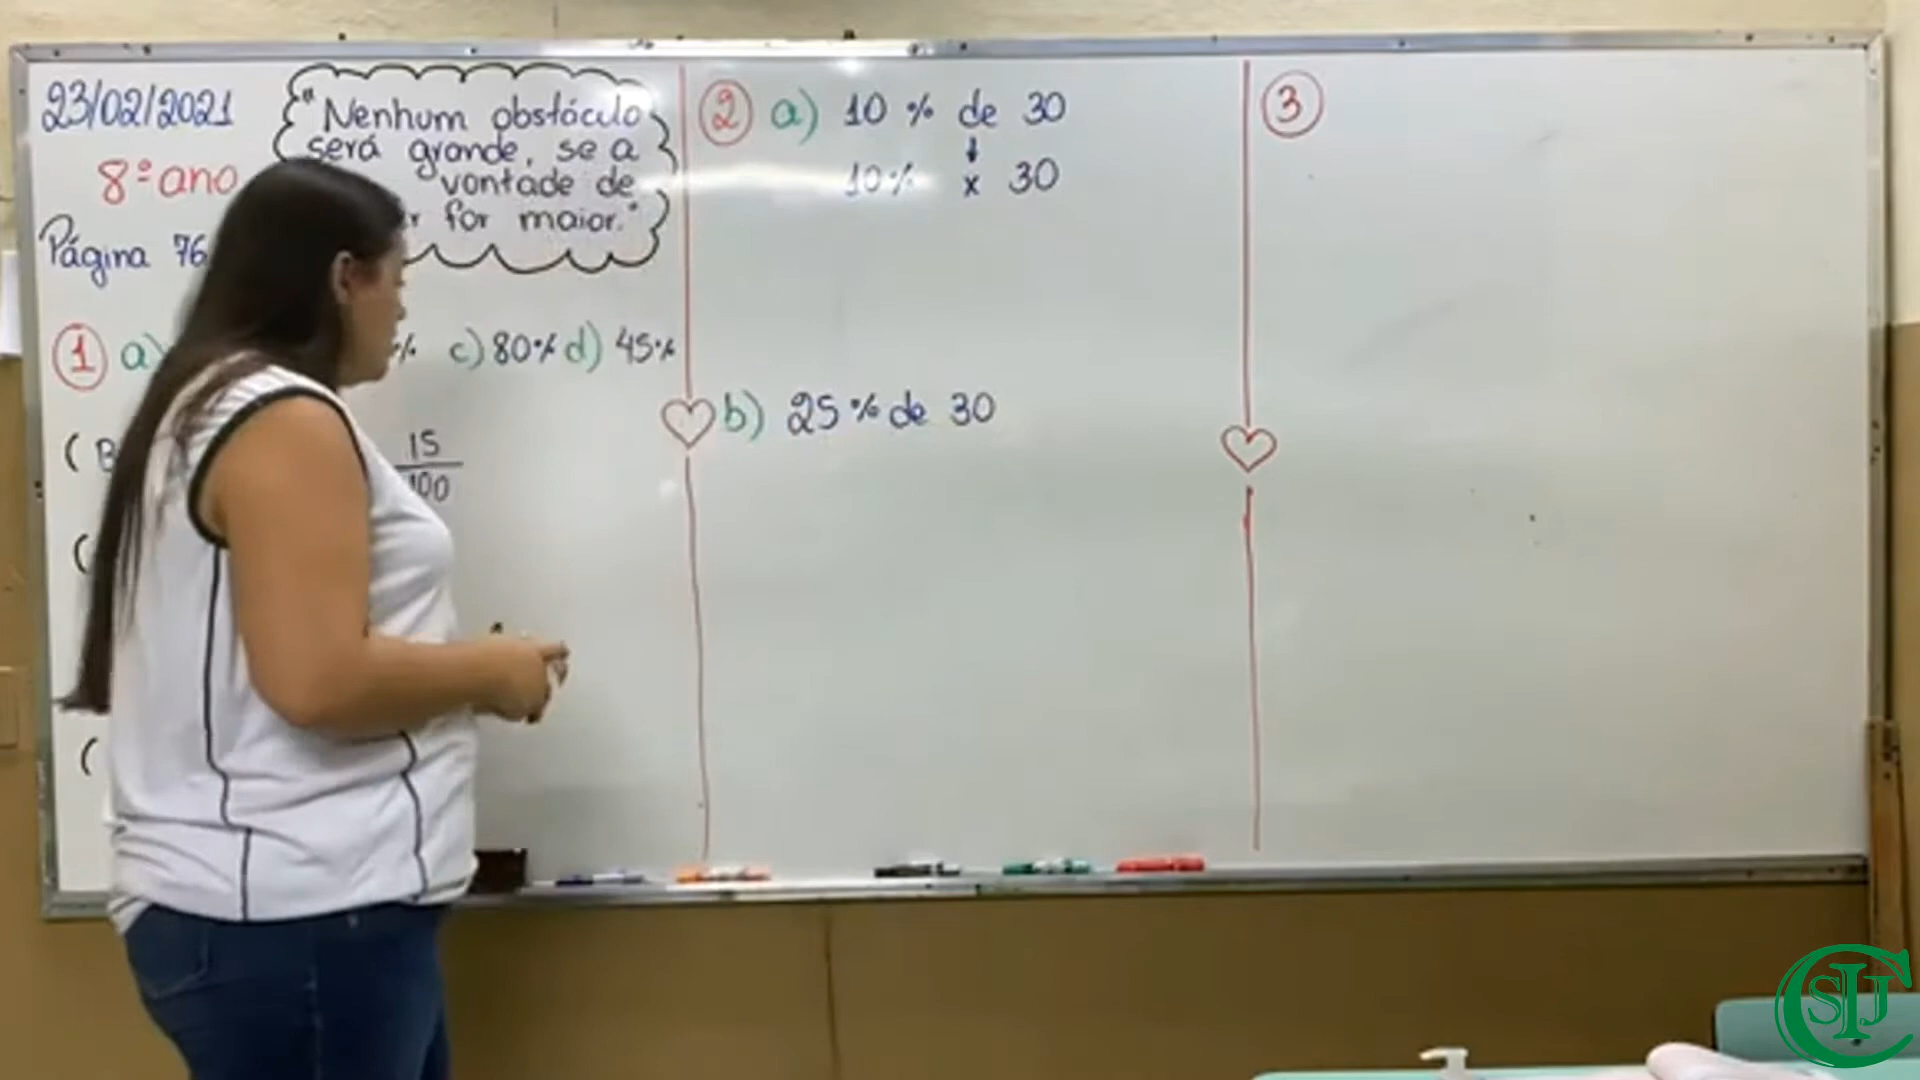 23/02/2021
8º ano
Página 76
"Nenhum obstáculo
será grande, se a
vontade de
for maior."
1 a) % c) 80% d) 45%
( B
15
100
(
(
2 a) 10 % de 30
10% x 30
b) 25% de 30
3
CSIJ